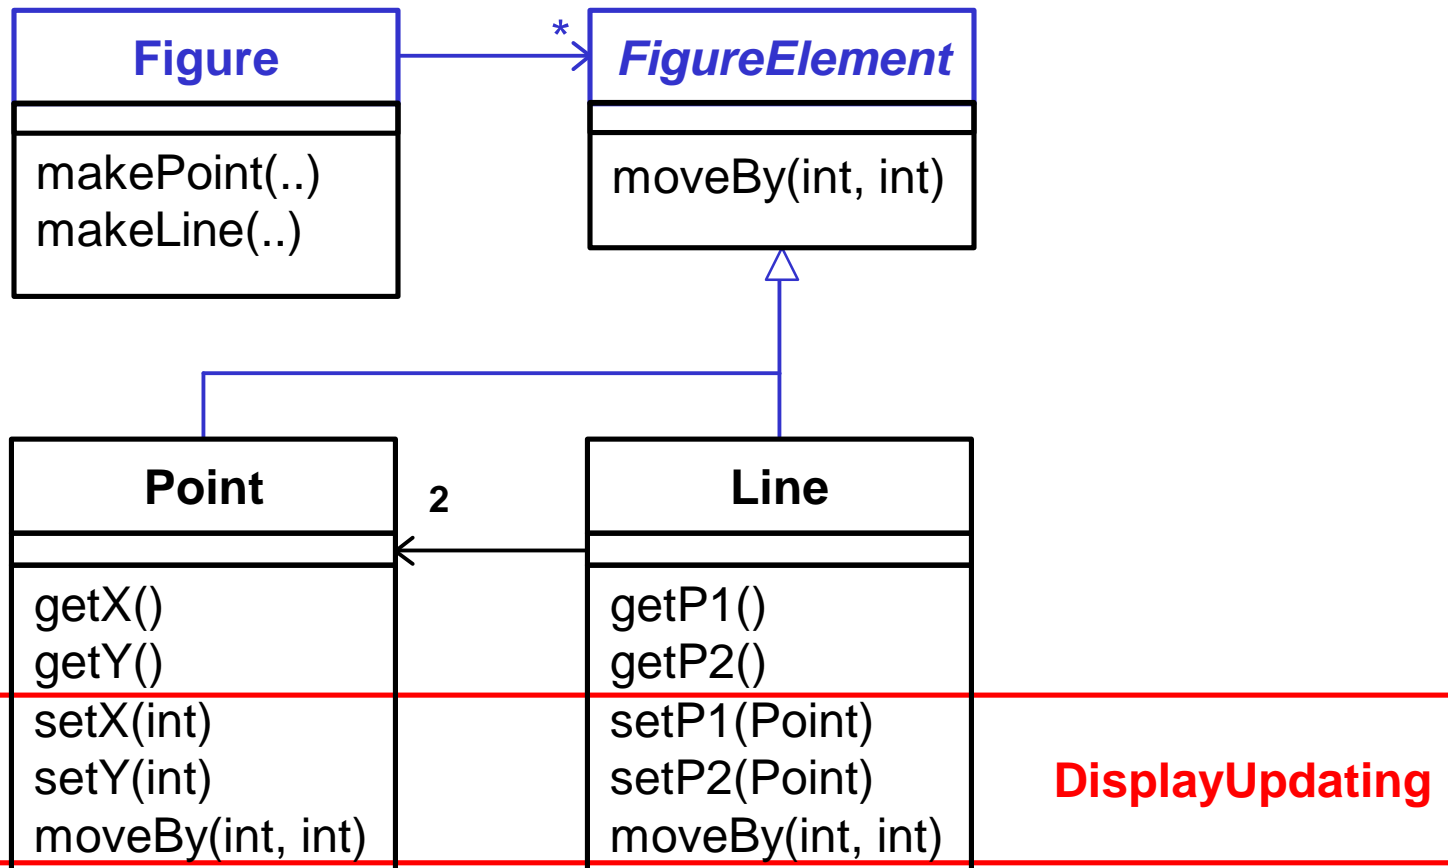 Figure
*
FigureElement
makePoint(..)
makeLine(..)
moveBy(int, int)
Point
2
Line
getX()
getY()
setX(int)
setY(int)
moveBy(int, int)
getP1()
getP2()
setP1(Point)
setP2(Point)
moveBy(int, int)
DisplayUpdating